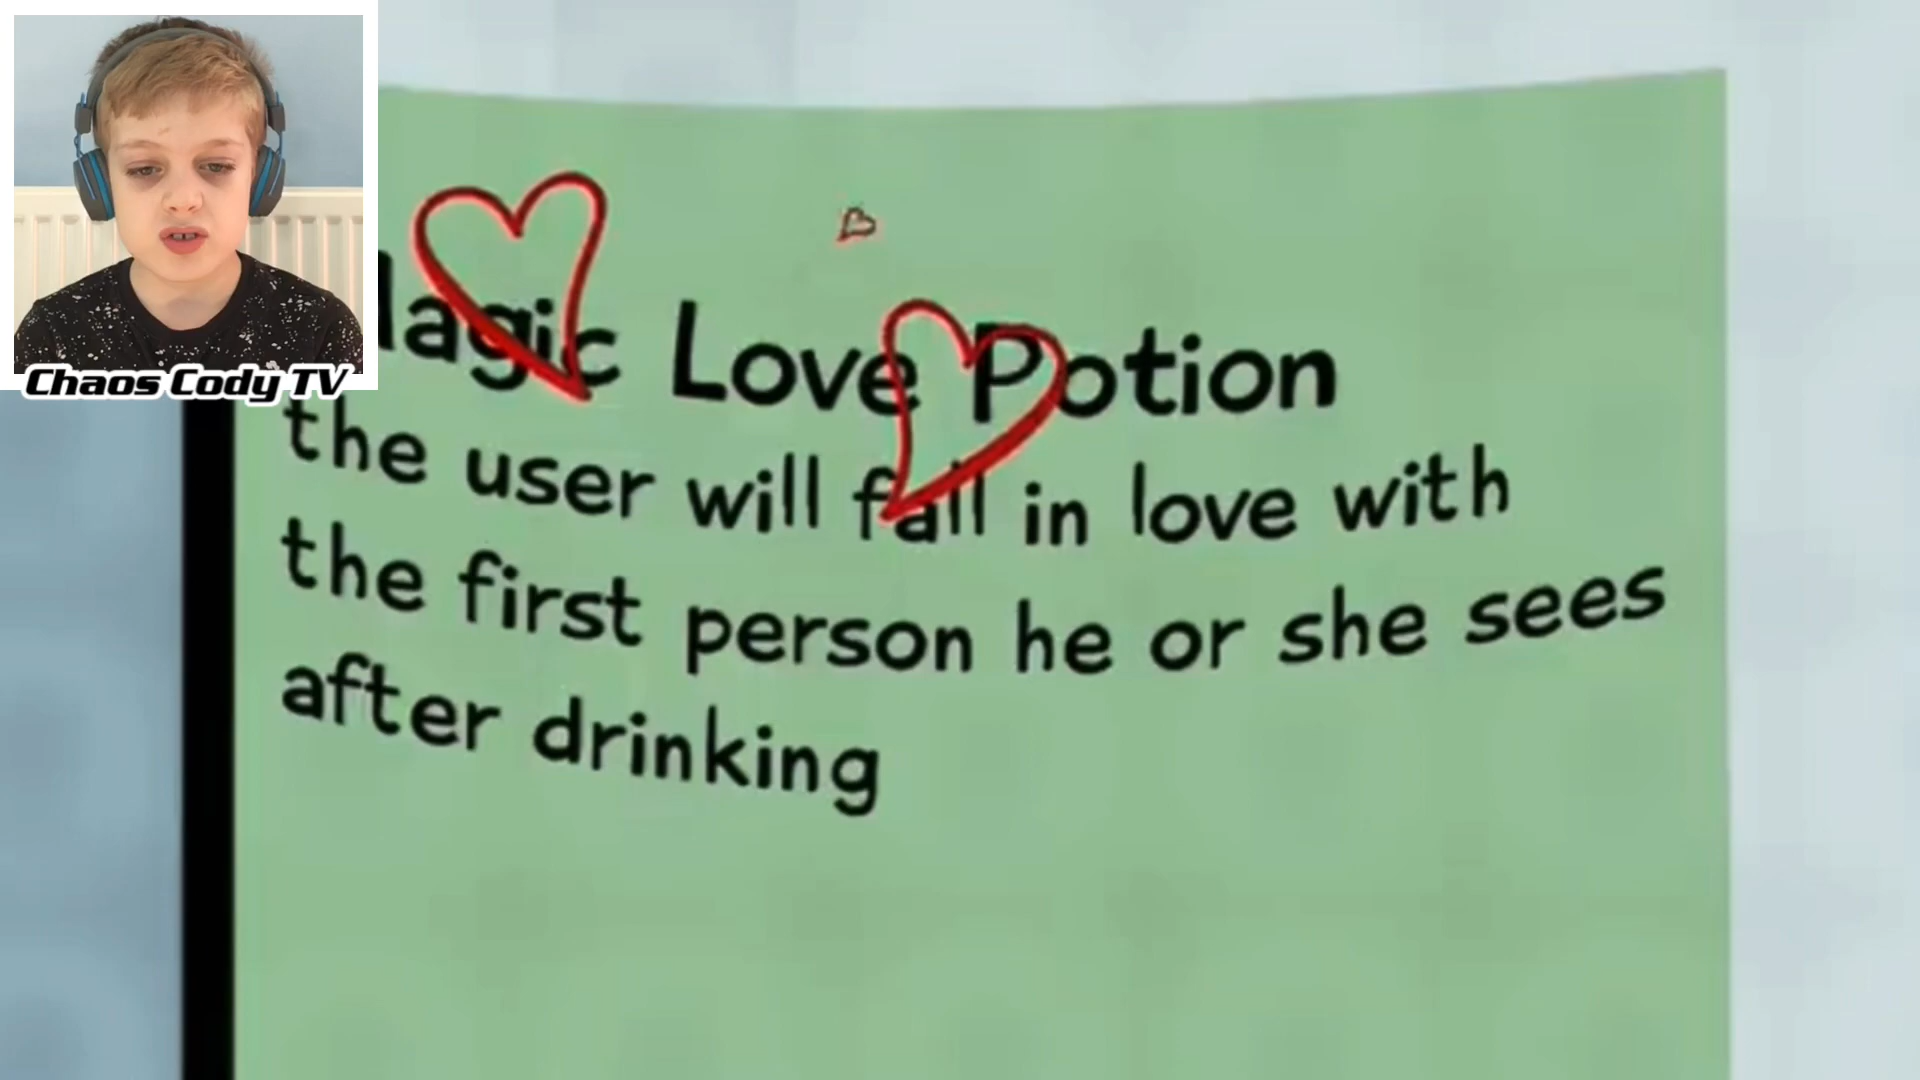 Chaos Cody TV
Magic Love Potion
the user will fall in love with
the first person he or she sees
after drinking